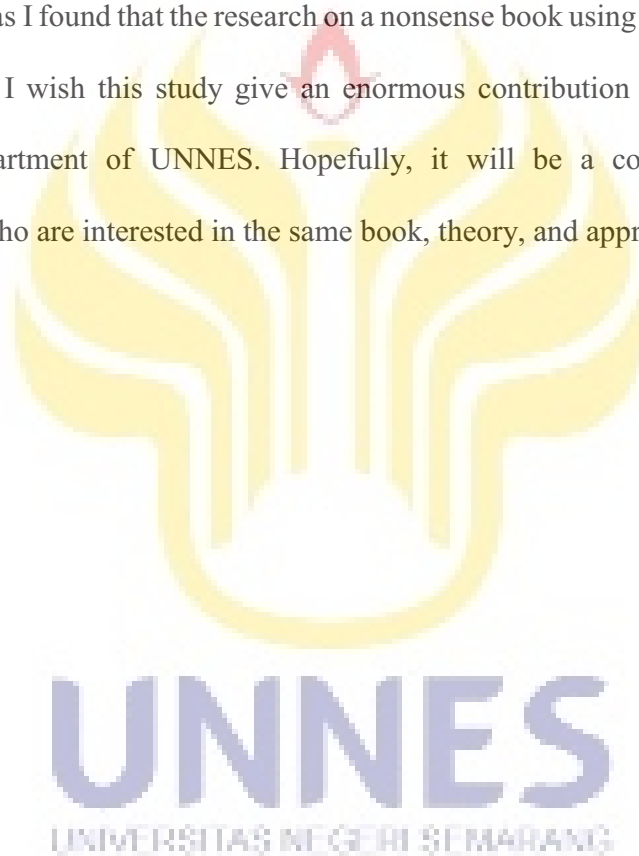 as I found that the research on a nonsense book using
I wish this study give an enormous contribution
artment of UNNES. Hopefully, it will be a co
ho are interested in the same book, theory, and appr
UNNES
UNIVERSITAS NEGERI SEMARANG